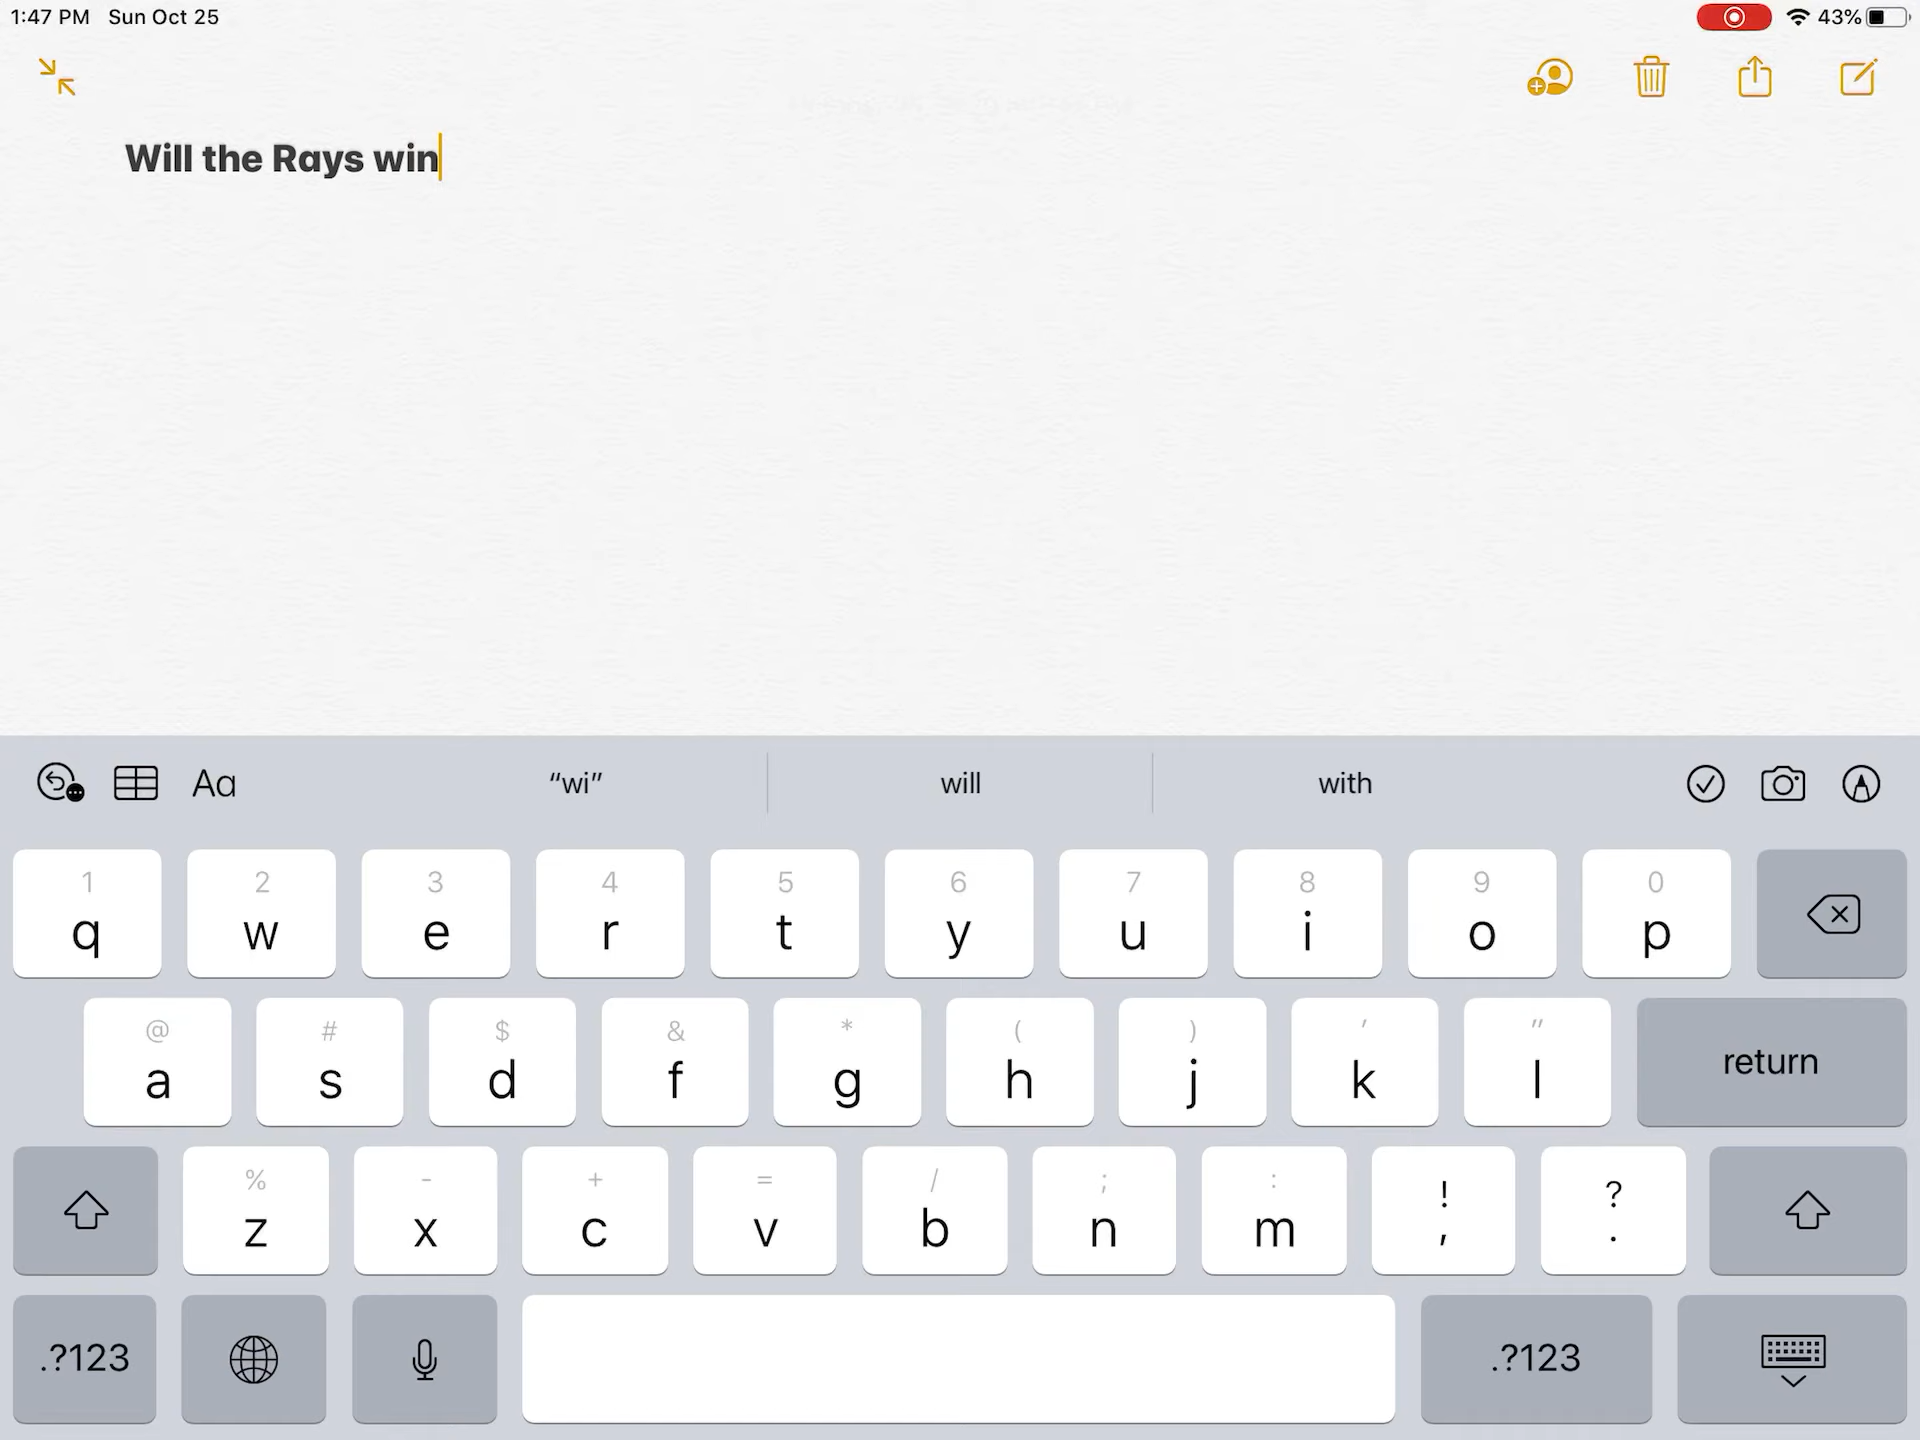 1:47 PM Sun Oct 25
43%
Will the Rays win
Aa
“wi” will with
1 2 3 4 5 6 7 8 9 0
q w e r t y u i o p
@ # $ & * ( ) ' "
a s d f g h j k l return
% - + = / ; : ! ?
z x c v b n m , .
.?123 .?123